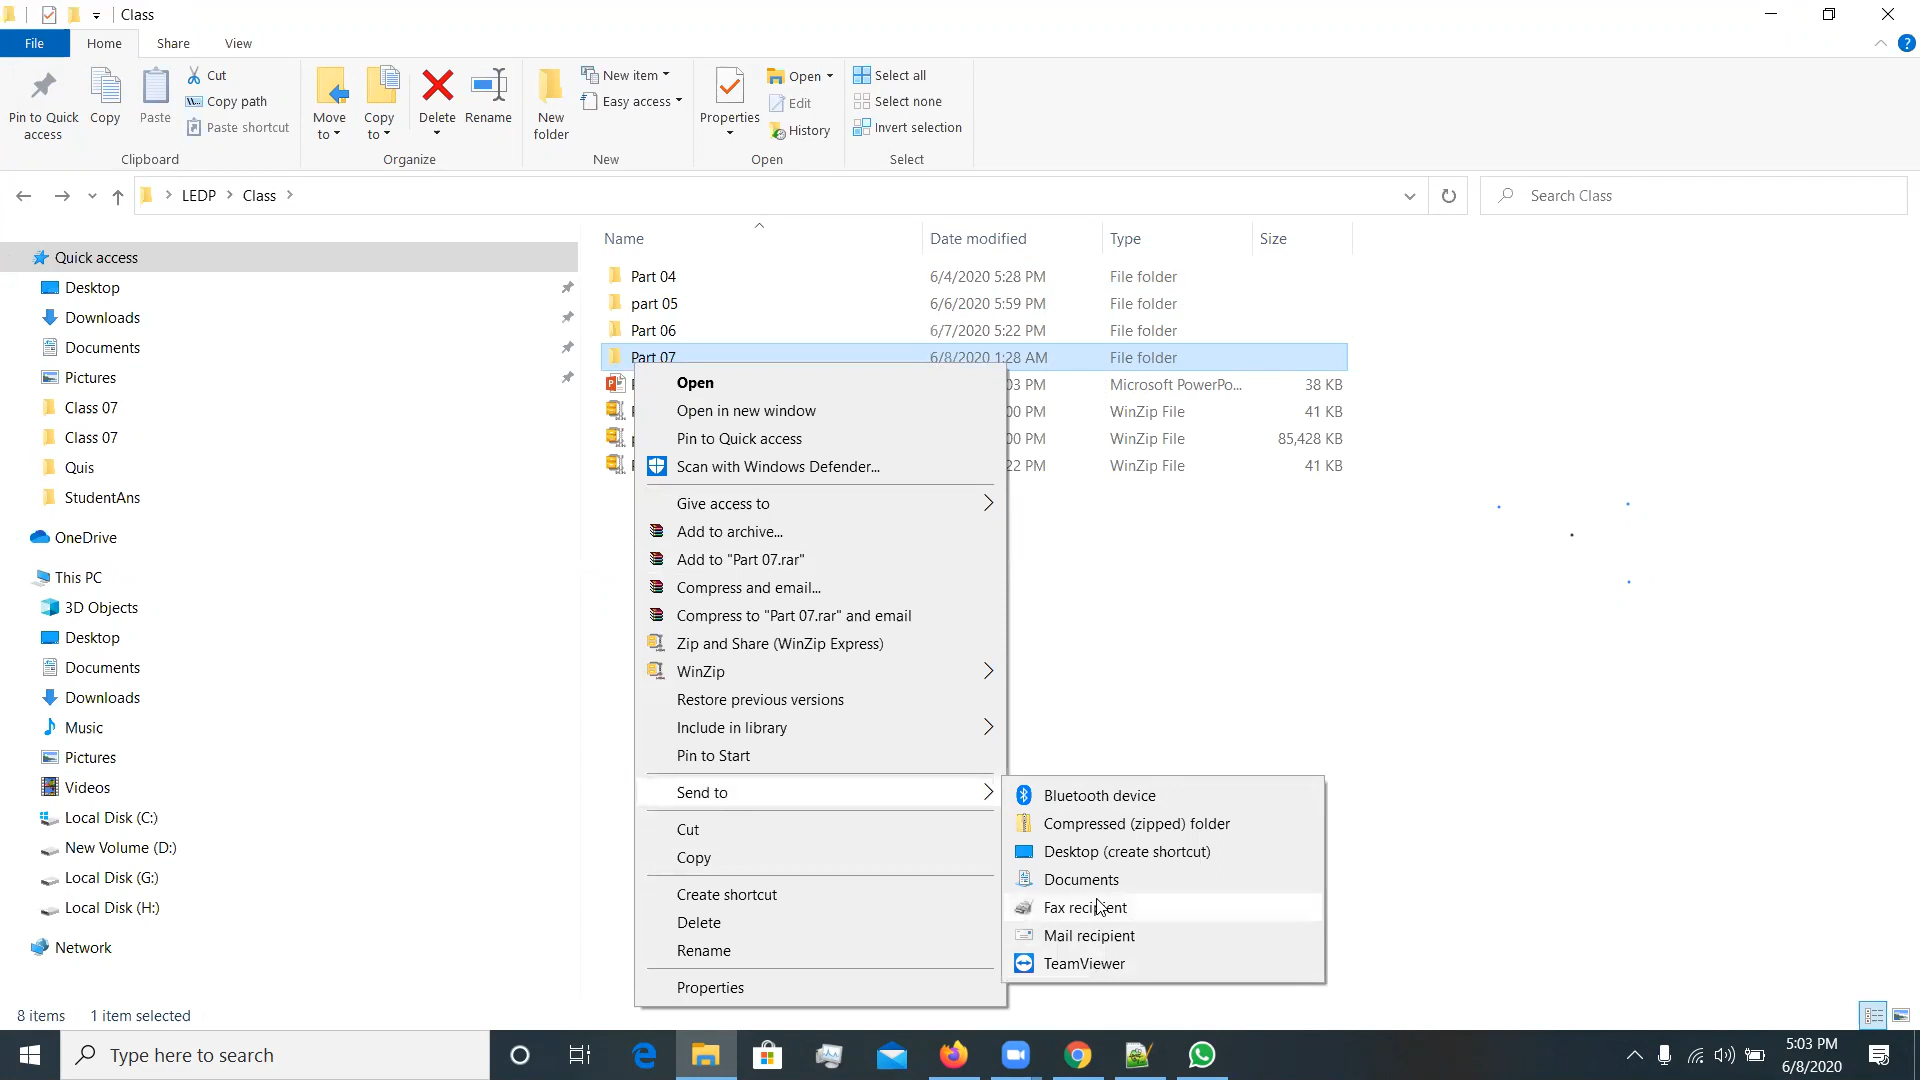 Class
File Home Share View
Pin to Quick access
Copy
Paste
Cut
Copy path
Paste shortcut
Clipboard
Move to
Copy to
Delete
Rename
Organize
New folder
New item
Easy access
New
Properties
Open
Edit
History
Open
Select all
Select none
Invert selection
Select
LEDP Class
Search Class
Name Date modified Type Size
Quick access
Desktop
Downloads
Documents
Pictures
Class 07
Class 07
Quis
StudentAns
OneDrive
This PC
3D Objects
Desktop
Documents
Downloads
Music
Pictures
Videos
Local Disk (C:)
New Volume (D:)
Local Disk (G:)
Local Disk (H:)
Network
Part 04 6/4/2020 5:28 PM File folder
part 05 6/6/2020 5:59 PM File folder
Part 06 6/7/2020 5:22 PM File folder
Part 07 6/8/2020 1:28 AM File folder
03 PM Microsoft PowerPo... 38 KB
00 PM WinZip File 41 KB
00 PM WinZip File 85,428 KB
22 PM WinZip File 41 KB
Open
Open in new window
Pin to Quick access
Scan with Windows Defender...
Give access to
Add to archive...
Add to "Part 07.rar"
Compress and email...
Compress to "Part 07.rar" and email
Zip and Share (WinZip Express)
WinZip
Restore previous versions
Include in library
Pin to Start
Send to
Cut
Copy
Create shortcut
Delete
Rename
Properties
Bluetooth device
Compressed (zipped) folder
Desktop (create shortcut)
Documents
Fax recipient
Mail recipient
TeamViewer
8 items 1 item selected
Type here to search
5:03 PM
6/8/2020